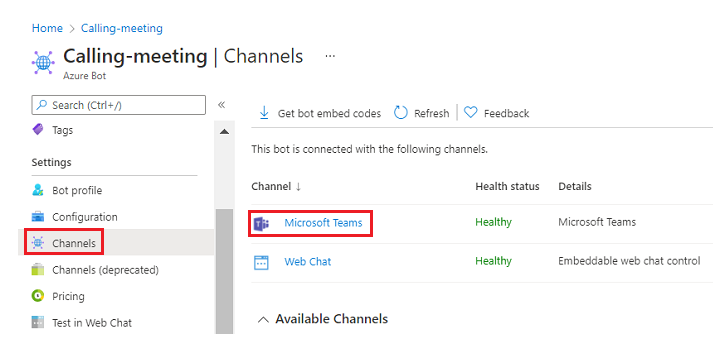 Home > Calling-meeting
Calling-meeting | Channels ...
Azure Bot
Search (Ctrl+/) «
Tags
Settings
Bot profile
Configuration
Channels
Channels (deprecated)
Pricing
Test in Web Chat
Get bot embed codes Refresh Feedback
This bot is connected with the following channels.
Channel ↓ Health status Details
Microsoft Teams Healthy Microsoft Teams
Web Chat Healthy Embeddable web chat control
Available Channels